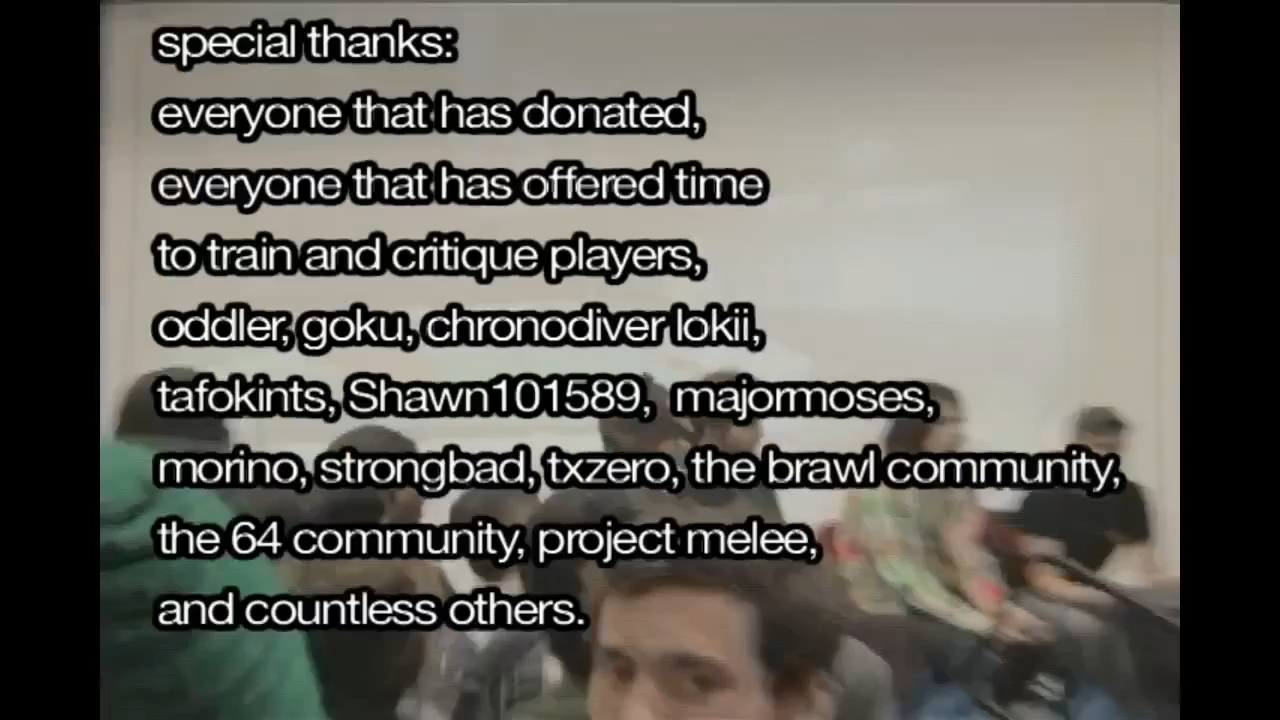 special thanks:
everyone that has donated,
everyone that has offered time
to train and critique players,
oddler, goku, chronodiver lokii,
tafokints, Shawn101589, majormoses,
morino, strongbad, txzero, the brawl community,
the 64 community, project melee,
and countless others.